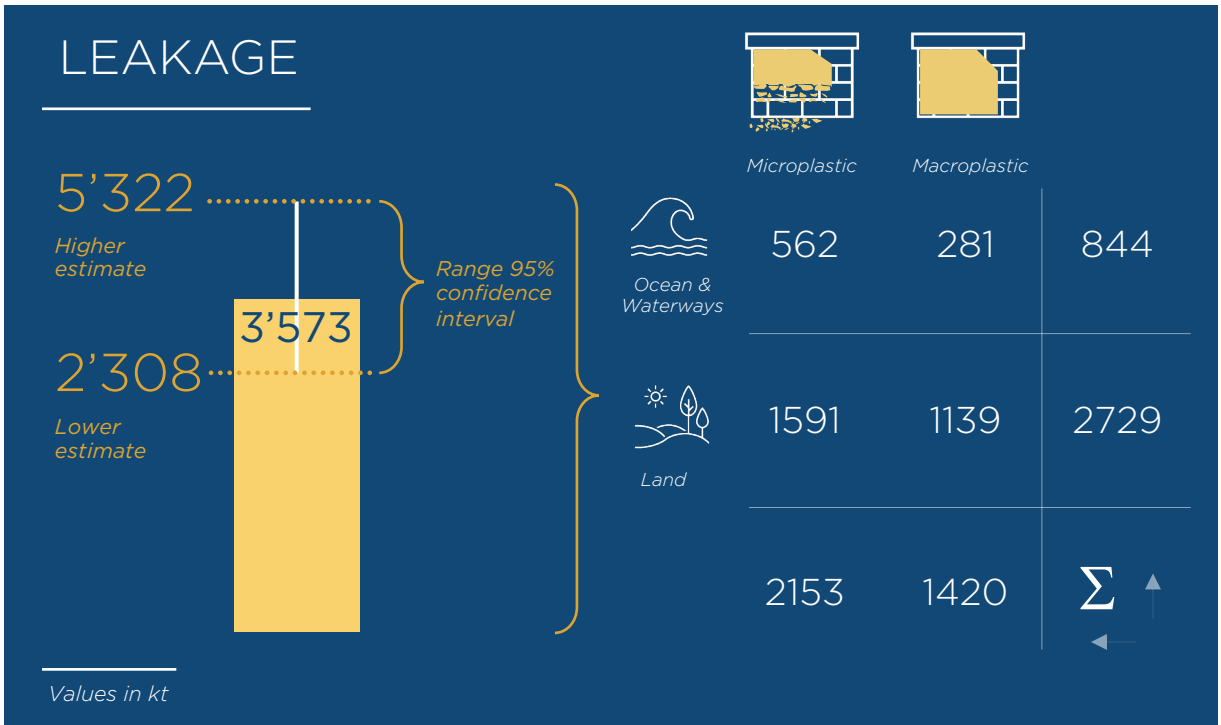 LEAKAGE
Microplastic
Macroplastic
5’322
Higher
estimate
3’573
2’308
Lower
estimate
Range 95%
confidence
interval
Ocean &
Waterways
562
281
844
Land
1591
1139
2729
2153
1420
Σ
Values in kt